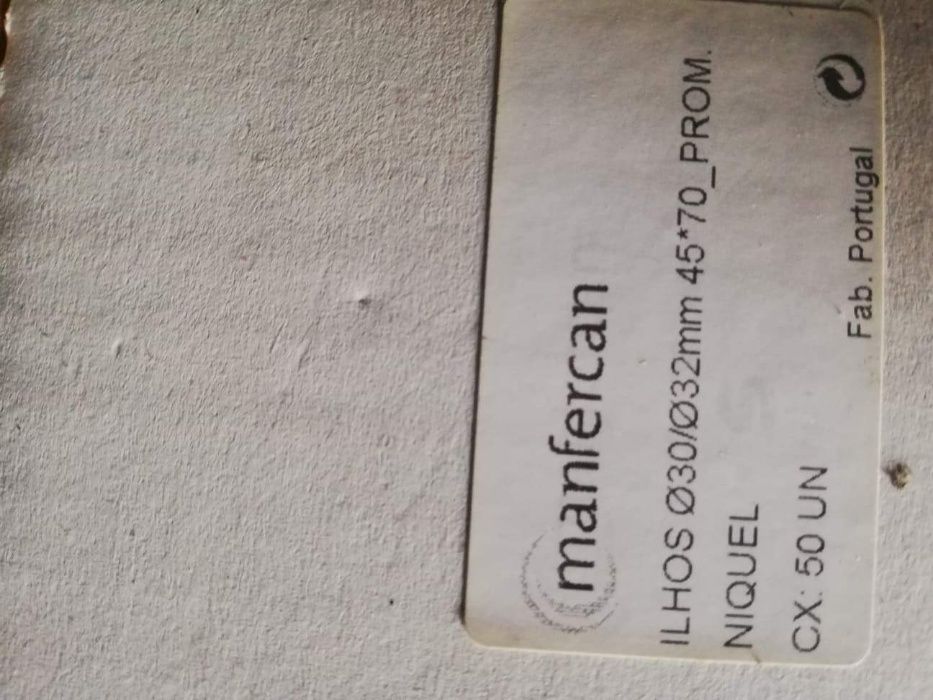 manfercan
ILHOS Ø30/Ø32mm 45*70_PROM.
NIQUEL
CX: 50 UN
Fab. Portugal